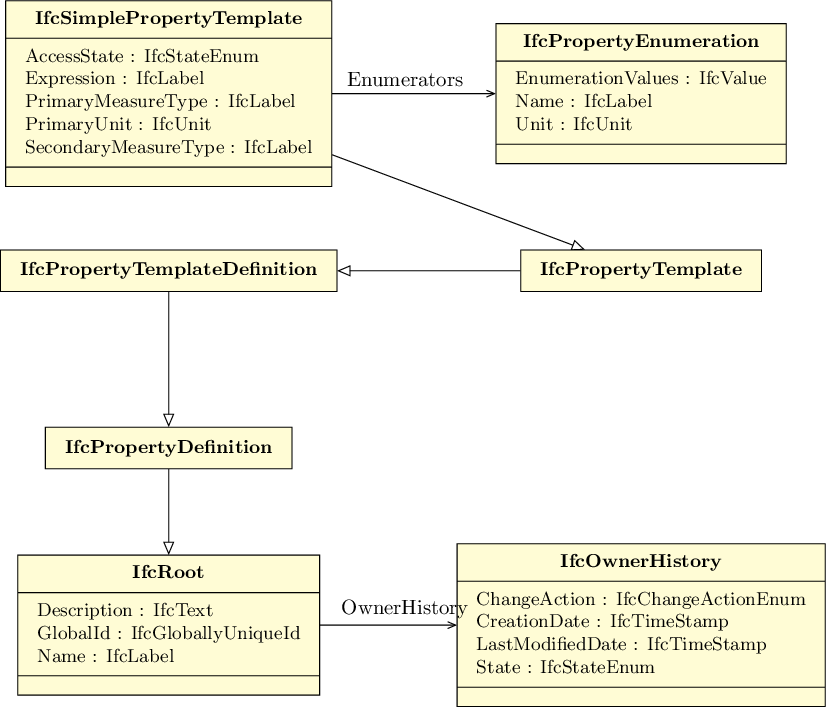 IfcSimplePropertyTemplate
AccessState : IfcStateEnum
Expression : IfcLabel
PrimaryMeasureType : IfcLabel
PrimaryUnit : IfcUnit
SecondaryMeasureType : IfcLabel
Enumerators
IfcPropertyEnumeration
EnumerationValues : IfcValue
Name : IfcLabel
Unit : IfcUnit
IfcPropertyTemplateDefinition
IfcPropertyTemplate
IfcPropertyDefinition
IfcRoot
Description : IfcText
GlobalId : IfcGloballyUniqueId
Name : IfcLabel
OwnerHistory
IfcOwnerHistory
ChangeAction : IfcChangeActionEnum
CreationDate : IfcTimeStamp
LastModifiedDate : IfcTimeStamp
State : IfcStateEnum